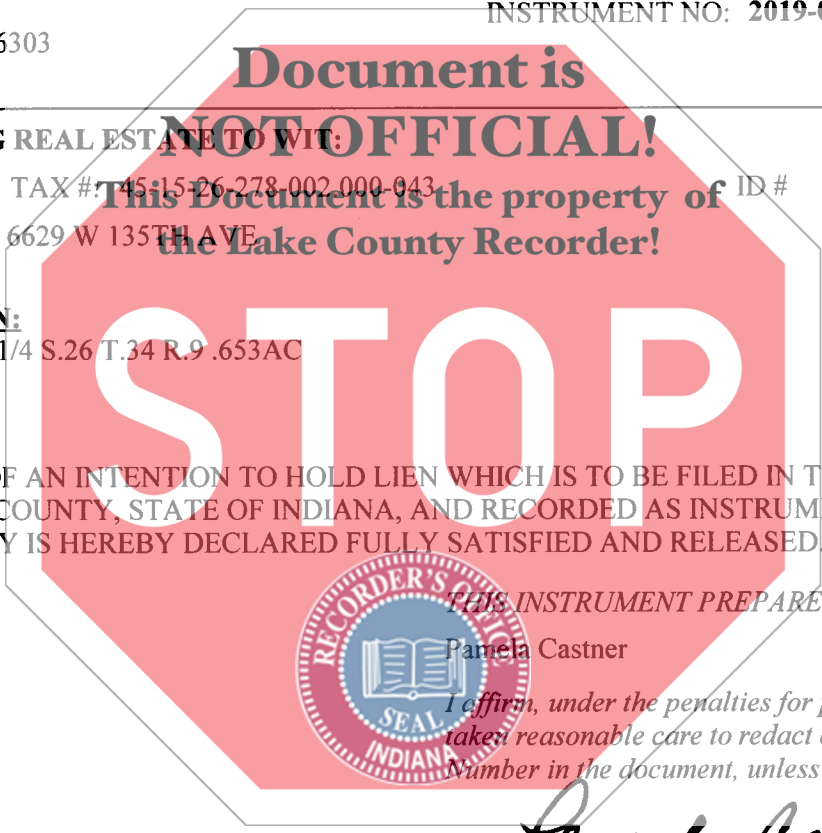 INSTRUMENT NO: 2019-0
6303
Document is
NOT OFFICIAL!
G REAL ESTATE TO WIT:
TAX #: 45-15-26-278-002.000-043 ID #
This Document is the property of
6629 W 135TH AVE
the Lake County Recorder!
N:
1/4 S.26 T.34 R.9 .653AC
STOP
F AN INTENTION TO HOLD LIEN WHICH IS TO BE FILED IN T
COUNTY, STATE OF INDIANA, AND RECORDED AS INSTRUM
Y IS HEREBY DECLARED FULLY SATISFIED AND RELEASED.
THIS INSTRUMENT PREPARE
Pamela Castner
I affirm, under the penalties for p
taken reasonable care to redact
Number in the document, unless
RECORDER'S OFFICE
SEAL
INDIANA